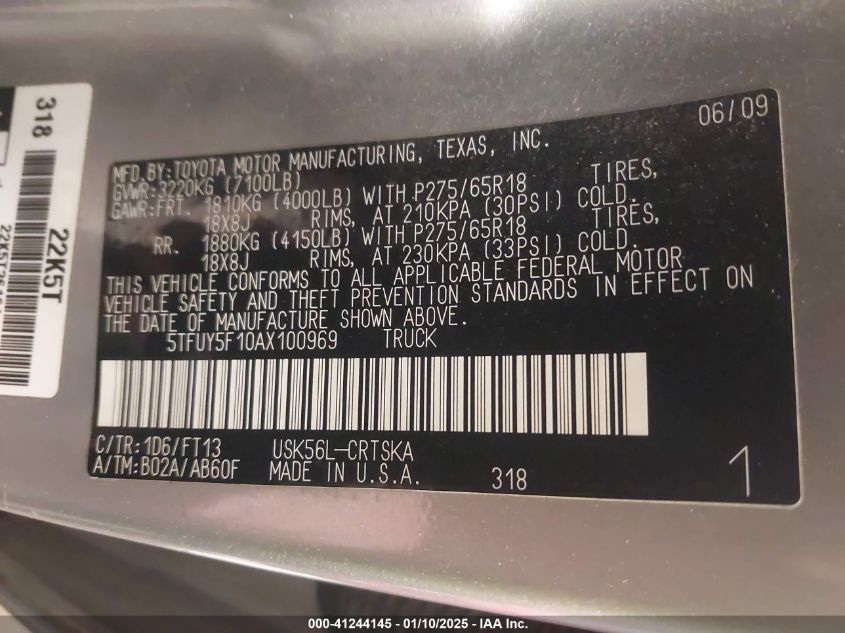 318
22K5T
06/09
MFD.BY:TOYOTA MOTOR MANUFACTURING, TEXAS, INC.
GVWR:3220KG (7100LB)
GAWR:FRT. 1810KG (4000LB) WITH P275/65R18 TIRES,
18X8J RIMS, AT 210KPA (30PSI) COLD.
RR. 1880KG (4150LB) WITH P275/65R18 TIRES,
18X8J RIMS, AT 230KPA (33PSI) COLD.
THIS VEHICLE CONFORMS TO ALL APPLICABLE FEDERAL MOTOR
VEHICLE SAFETY AND THEFT PREVENTION STANDARDS IN EFFECT ON
THE DATE OF MANUFACTURE SHOWN ABOVE.
5TFUY5F10AX100969 TRUCK
C/TR:1D6/FT13 USK56L-CRTSKA
A/TM:B02A/AB60F MADE IN U.S.A. 318 1
000-41244145 - 01/10/2025 - IAA Inc.